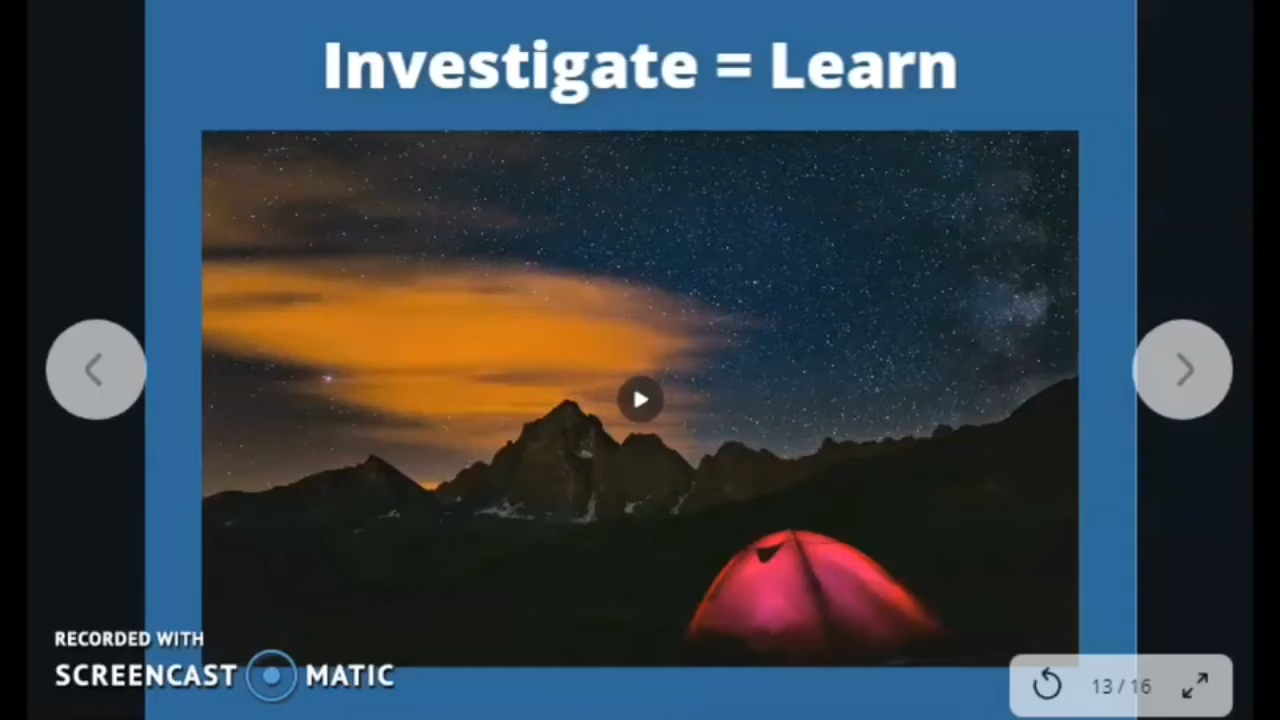 Investigate = Learn
RECORDED WITH
SCREENCAST MATIC
13 / 16